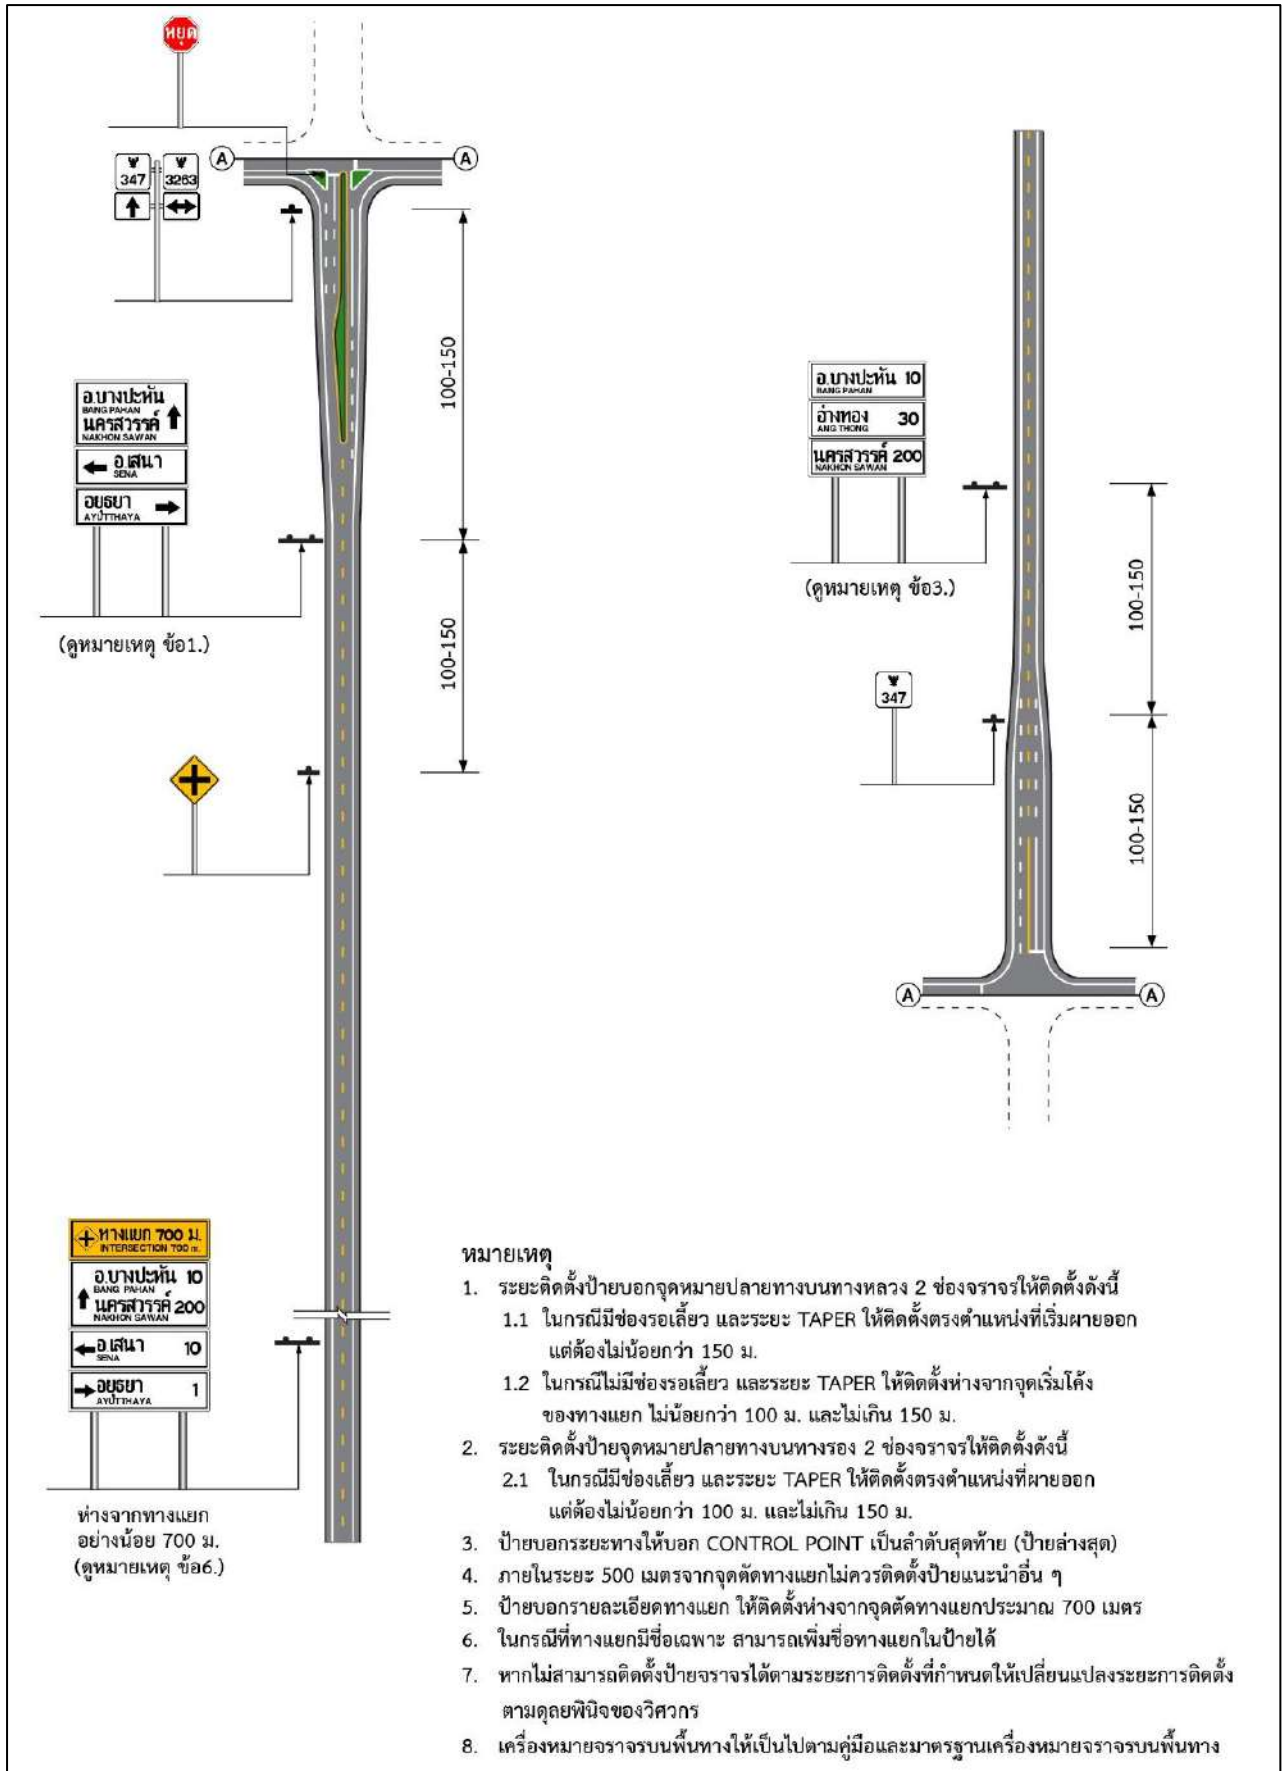 หยุด
347 3263
A A
อ.บางปะหัน
BANG PAHAN
นครสวรรค์
NAKHON SAWAN
อ.เสนา
SENA
อยุธยา
AYUTTHAYA
(ดูหมายเหตุ ข้อ1.)
100-150
100-150
ทางแยก 700 ม.
INTERSECTION 700 m.
อ.บางปะหัน 10
BANG PAHAN
นครสวรรค์ 200
NAKHON SAWAN
อ.เสนา 10
SENA
อยุธยา 1
AYUTTHAYA
ห่างจากทางแยก
อย่างน้อย 700 ม.
(ดูหมายเหตุ ข้อ6.)
อ.บางปะหัน 10
BANG PAHAN
อ่างทอง 30
ANG THONG
นครสวรรค์ 200
NAKHON SAWAN
(ดูหมายเหตุ ข้อ3.)
100-150
347
100-150
A A
หมายเหตุ
1. ระยะติดตั้งป้ายบอกจุดหมายปลายทางบนทางหลวง 2 ช่องจราจรให้ติดตั้งดังนี้
1.1 ในกรณีมีช่องรอเลี้ยว และระยะ TAPER ให้ติดตั้งตรงตำแหน่งที่เริ่มผายออก
แต่ต้องไม่น้อยกว่า 150 ม.
1.2 ในกรณีไม่มีช่องรอเลี้ยว และระยะ TAPER ให้ติดตั้งห่างจากจุดเริ่มโค้ง
ของทางแยก ไม่น้อยกว่า 100 ม. และไม่เกิน 150 ม.
2. ระยะติดตั้งป้ายจุดหมายปลายทางบนทางรอง 2 ช่องจราจรให้ติดตั้งดังนี้
2.1 ในกรณีมีช่องเลี้ยว และระยะ TAPER ให้ติดตั้งตรงตำแหน่งที่ผายออก
แต่ต้องไม่น้อยกว่า 100 ม. และไม่เกิน 150 ม.
3. ป้ายบอกระยะทางให้บอก CONTROL POINT เป็นลำดับสุดท้าย (ป้ายล่างสุด)
4. ภายในระยะ 500 เมตรจากจุดตัดทางแยกไม่ควรติดตั้งป้ายแนะนำอื่น ๆ
5. ป้ายบอกรายละเอียดทางแยก ให้ติดตั้งห่างจากจุดตัดทางแยกประมาณ 700 เมตร
6. ในกรณีที่ทางแยกมีชื่อเฉพาะ สามารถเพิ่มชื่อทางแยกในป้ายได้
7. หากไม่สามารถติดตั้งป้ายจราจรได้ตามระยะการติดตั้งที่กำหนดให้เปลี่ยนแปลงระยะการติดตั้ง
ตามดุลยพินิจของวิศวกร
8. เครื่องหมายจราจรบนพื้นทางให้เป็นไปตามคู่มือและมาตรฐานเครื่องหมายจราจรบนพื้นทาง